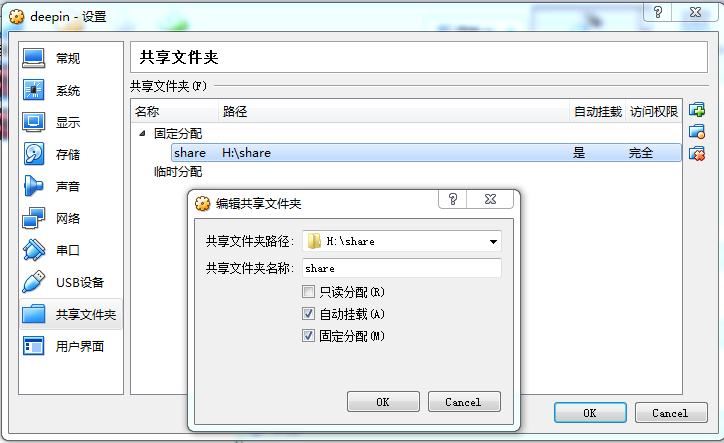 deepin - 设置
常规
系统
显示
存储
声音
网络
串口
USB设备
共享文件夹
用户界面
共享文件夹
共享文件夹(F)
名称 路径 自动挂载 访问权限
固定分配
share H:\share 是 完全
临时分配
编辑共享文件夹
共享文件夹路径: H:\share
共享文件夹名称: share
只读分配(R)
自动挂载(A)
固定分配(M)
OK Cancel
OK Cancel